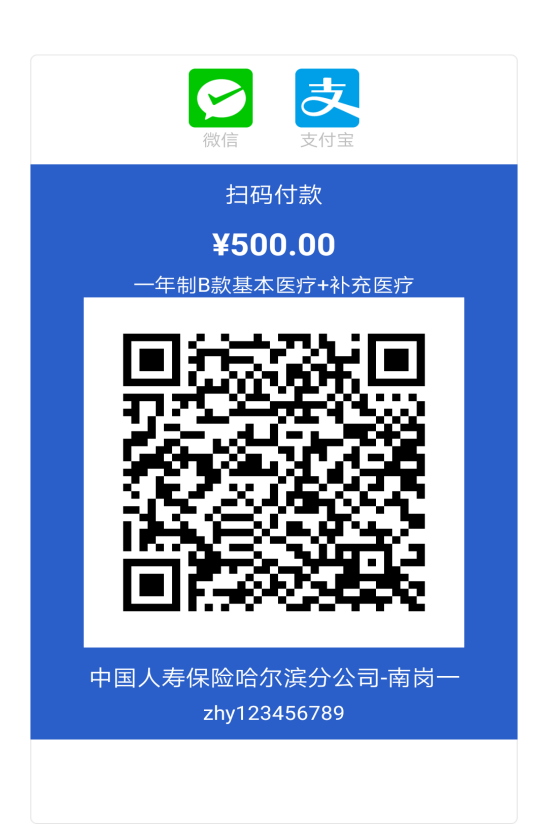 微信 支付宝
扫码付款
¥500.00
一年制B款基本医疗+补充医疗
中国人寿保险哈尔滨分公司-南岗一
zhy123456789